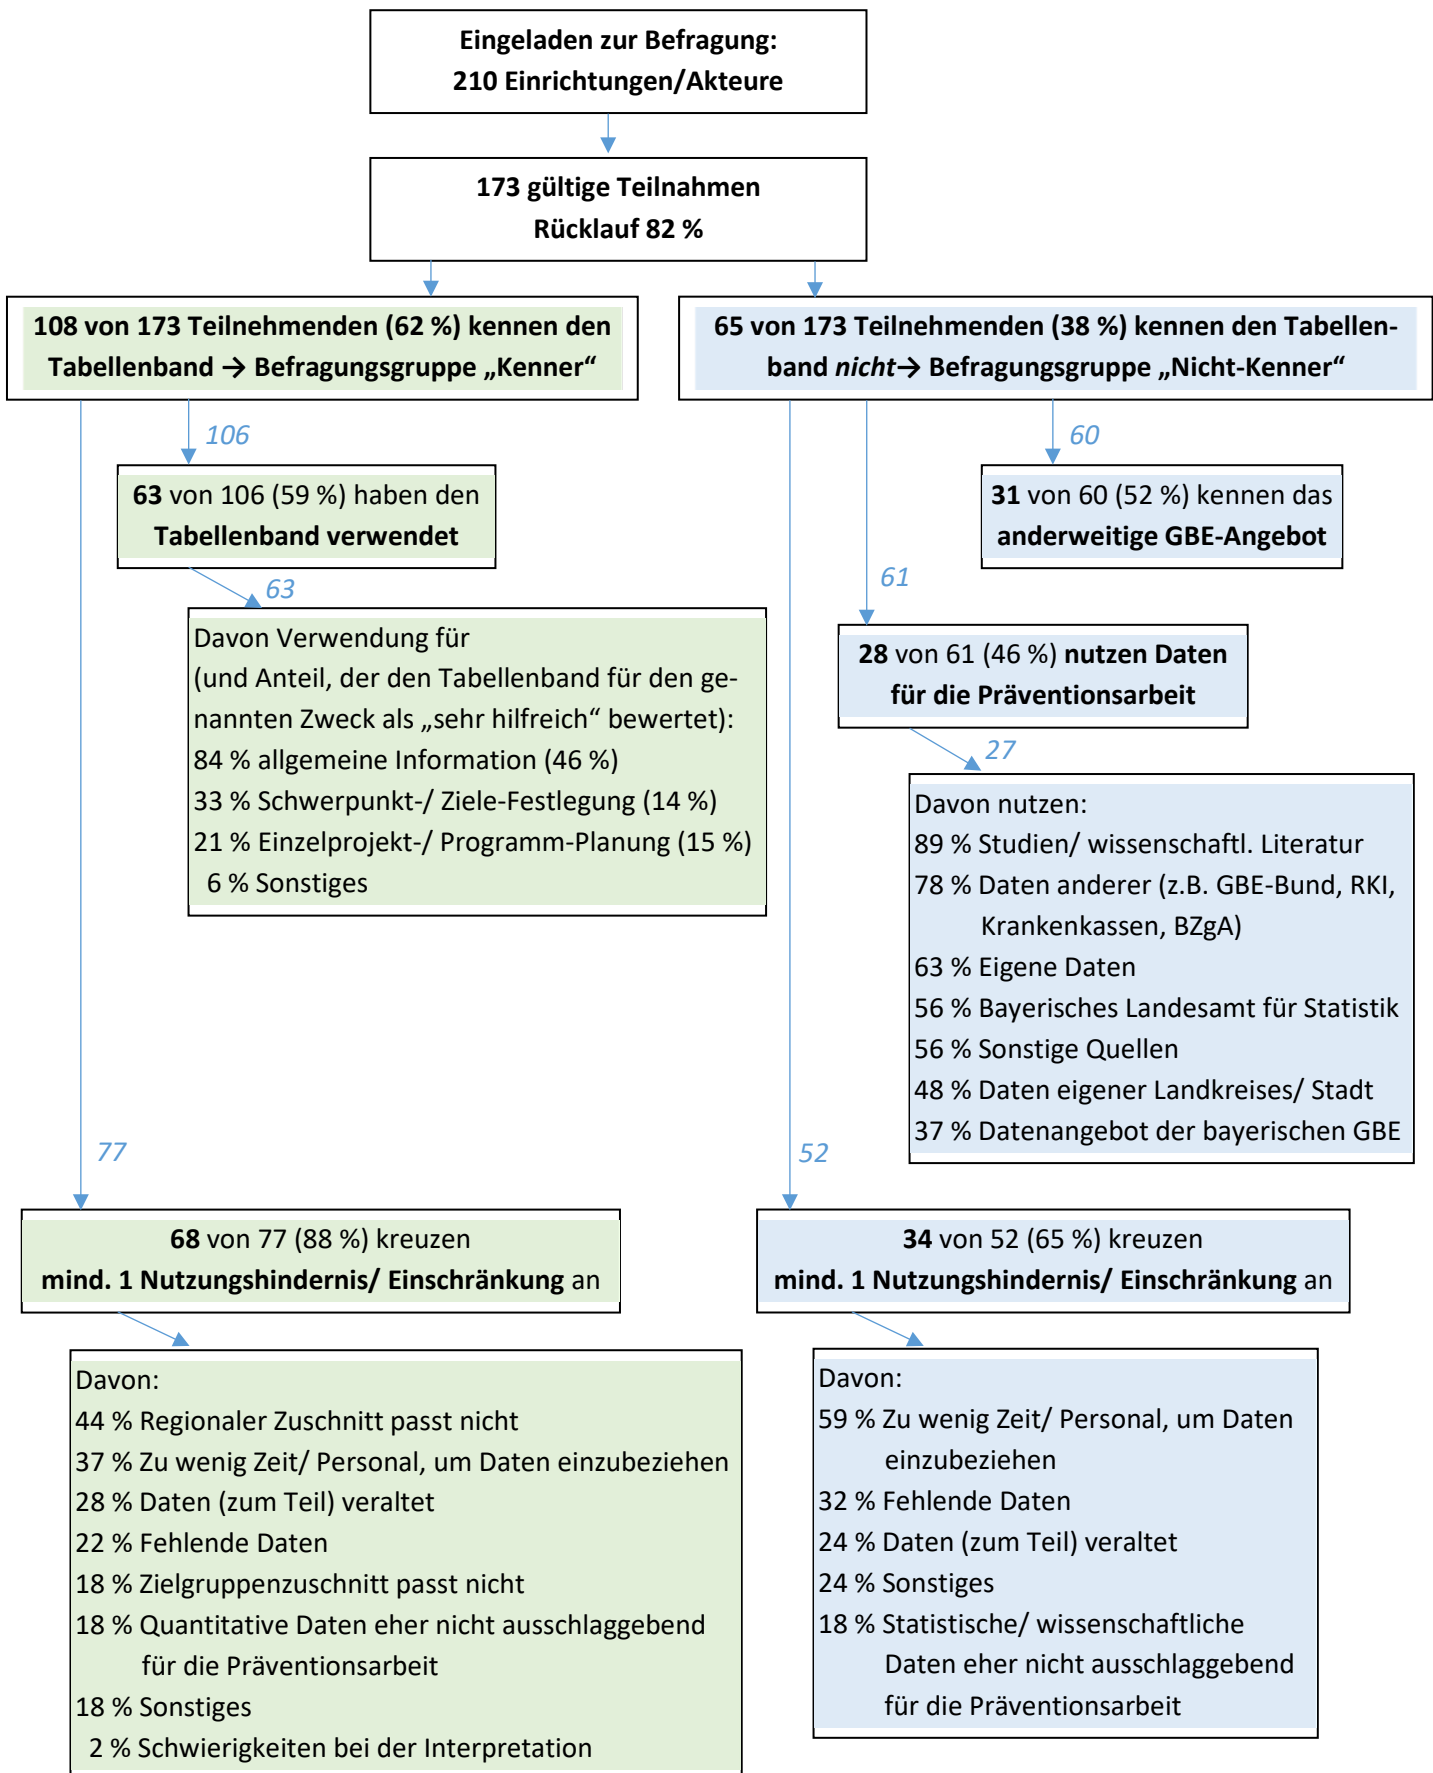 Eingeladen zur Befragung:
210 Einrichtungen/Akteure
173 gültige Teilnahmen
Rücklauf 82 %
108 von 173 Teilnehmenden (62 %) kennen den
Tabellenband → Befragungsgruppe „Kenner“
65 von 173 Teilnehmenden (38 %) kennen den Tabellen-
band nicht→ Befragungsgruppe „Nicht-Kenner“
106
63 von 106 (59 %) haben den
Tabellenband verwendet
63
Davon Verwendung für
(und Anteil, der den Tabellenband für den ge-
nannten Zweck als „sehr hilfreich“ bewertet):
84 % allgemeine Information (46 %)
33 % Schwerpunkt-/ Ziele-Festlegung (14 %)
21 % Einzelprojekt-/ Programm-Planung (15 %)
6 % Sonstiges
60
31 von 60 (52 %) kennen das
anderweitige GBE-Angebot
61
28 von 61 (46 %) nutzen Daten
für die Präventionsarbeit
27
Davon nutzen:
89 % Studien/ wissenschaftl. Literatur
78 % Daten anderer (z.B. GBE-Bund, RKI,
Krankenkassen, BZgA)
63 % Eigene Daten
56 % Bayerisches Landesamt für Statistik
56 % Sonstige Quellen
48 % Daten eigener Landkreises/ Stadt
37 % Datenangebot der bayerischen GBE
77
68 von 77 (88 %) kreuzen
mind. 1 Nutzungshindernis/ Einschränkung an
Davon:
44 % Regionaler Zuschnitt passt nicht
37 % Zu wenig Zeit/ Personal, um Daten einzubeziehen
28 % Daten (zum Teil) veraltet
22 % Fehlende Daten
18 % Zielgruppenzuschnitt passt nicht
18 % Quantitative Daten eher nicht ausschlaggebend
für die Präventionsarbeit
18 % Sonstiges
2 % Schwierigkeiten bei der Interpretation
52
34 von 52 (65 %) kreuzen
mind. 1 Nutzungshindernis/ Einschränkung an
Davon:
59 % Zu wenig Zeit/ Personal, um Daten
einzubeziehen
32 % Fehlende Daten
24 % Daten (zum Teil) veraltet
24 % Sonstiges
18 % Statistische/ wissenschaftliche
Daten eher nicht ausschlaggebend
für die Präventionsarbeit